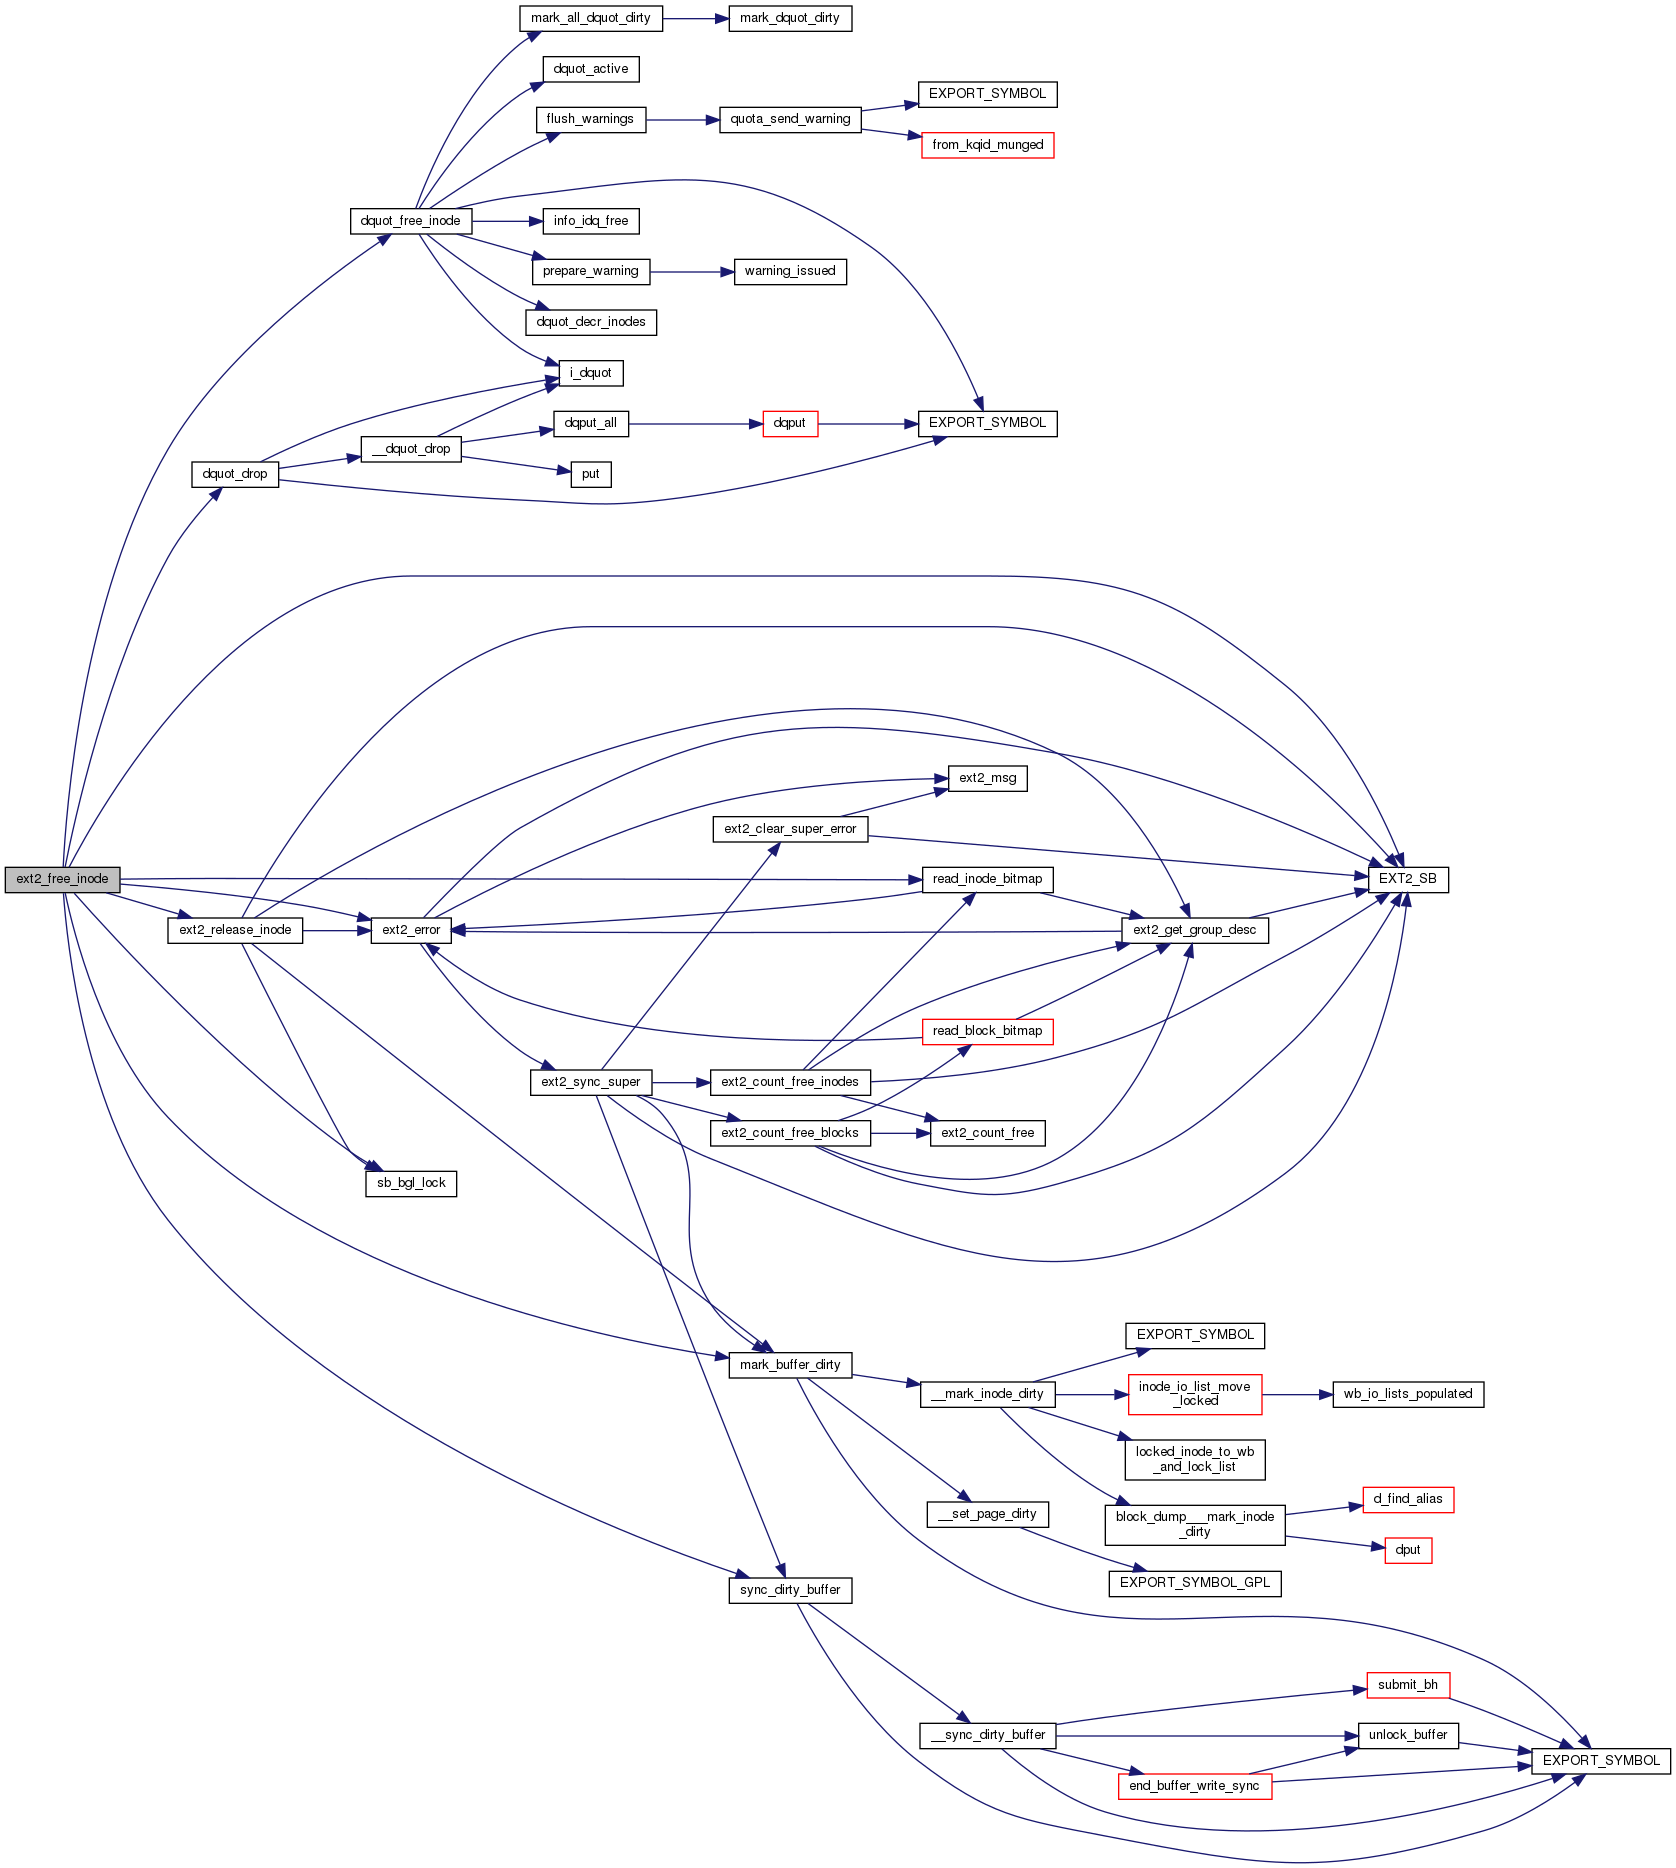 mark_all_dquot_dirty
mark_dquot_dirty
dquot_active
EXPORT_SYMBOL
flush_warnings
quota_send_warning
from_kqid_munged
dquot_free_inode
info_idq_free
prepare_warning
warning_issued
dquot_decr_inodes
i_dquot
dqput_all
dqput
EXPORT_SYMBOL
__dquot_drop
dquot_drop
put
ext2_msg
ext2_clear_super_error
ext2_free_inode
read_inode_bitmap
EXT2_SB
ext2_release_inode
ext2_error
ext2_get_group_desc
read_block_bitmap
ext2_sync_super
ext2_count_free_inodes
ext2_count_free_blocks
ext2_count_free
sb_bgl_lock
EXPORT_SYMBOL
mark_buffer_dirty
__mark_inode_dirty
inode_io_list_move
_locked
wb_io_lists_populated
locked_inode_to_wb
_and_lock_list
d_find_alias
__set_page_dirty
block_dump___mark_inode
_dirty
dput
EXPORT_SYMBOL_GPL
sync_dirty_buffer
submit_bh
__sync_dirty_buffer
unlock_buffer
EXPORT_SYMBOL
end_buffer_write_sync